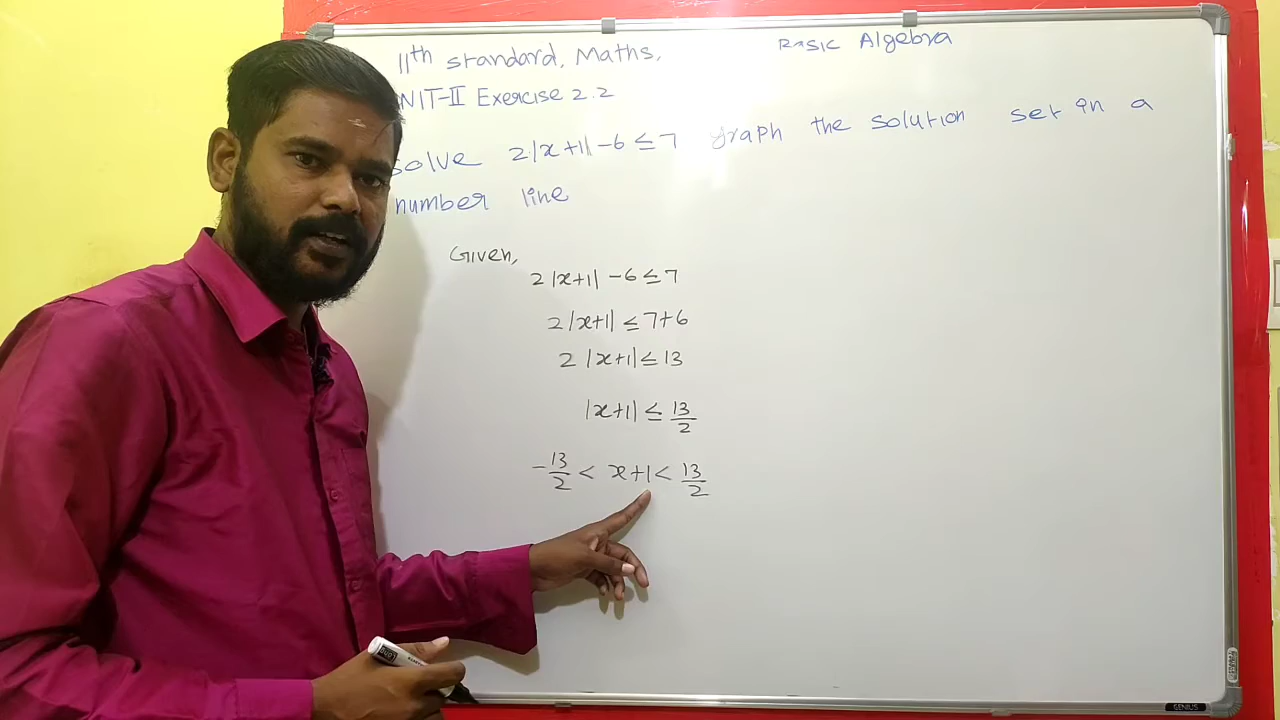 11th standard, Maths, Basic Algebra
NIT-II Exercise 2.2
solve 2|x+1| -6 ≤ 7 graph the solution set in a
number line
Given,
2|x+1| -6 ≤ 7
2|x+1| ≤ 7+6
2|x+1| ≤ 13
|x+1| ≤ 13/2
-13/2 < x+1 < 13/2
GENIUS